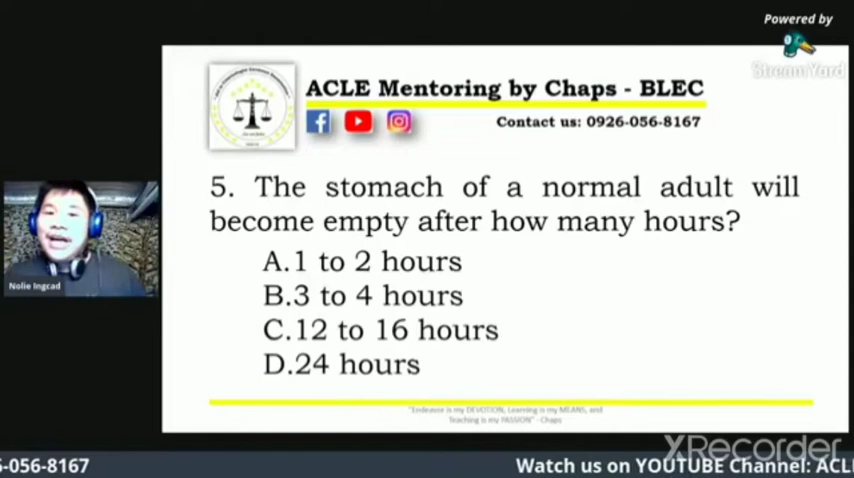 Powered by
StreamYard
ACLE Mentoring by Chaps - BLEC
Contact us: 0926-056-8167
5. The stomach of a normal adult will
become empty after how many hours?
A.1 to 2 hours
B.3 to 4 hours
C.12 to 16 hours
D.24 hours
Nolie Ingcad
"Endeavor is my DEVOTION, Learning is my MEANS, and
Teaching is my PASSION" - Chaps
XRecorder
-056-8167
Watch us on YOUTUBE Channel: ACL